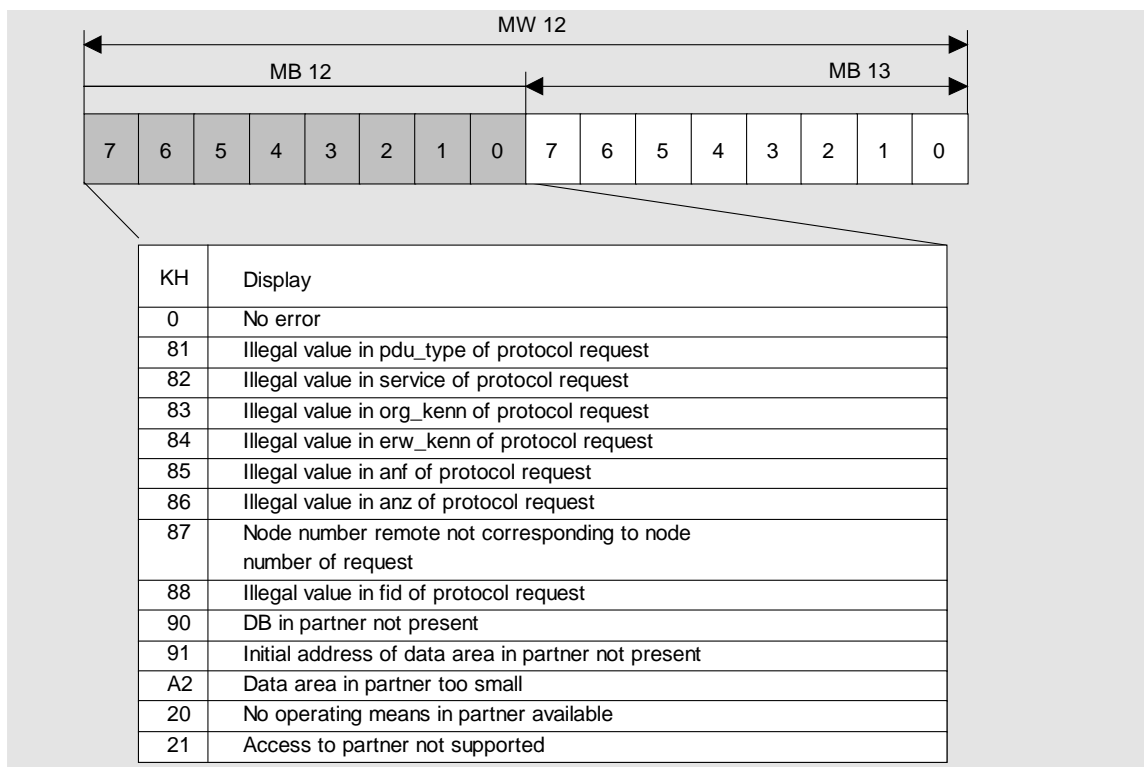 MW 12
MB 12 MB 13
7 6 5 4 3 2 1 0 7 6 5 4 3 2 1 0
KH Display
0 No error
81 Illegal value in pdu_type of protocol request
82 Illegal value in service of protocol request
83 Illegal value in org_kenn of protocol request
84 Illegal value in erw_kenn of protocol request
85 Illegal value in anf of protocol request
86 Illegal value in anz of protocol request
87 Node number remote not corresponding to node
number of request
88 Illegal value in fid of protocol request
90 DB in partner not present
91 Initial address of data area in partner not present
A2 Data area in partner too small
20 No operating means in partner available
21 Access to partner not supported